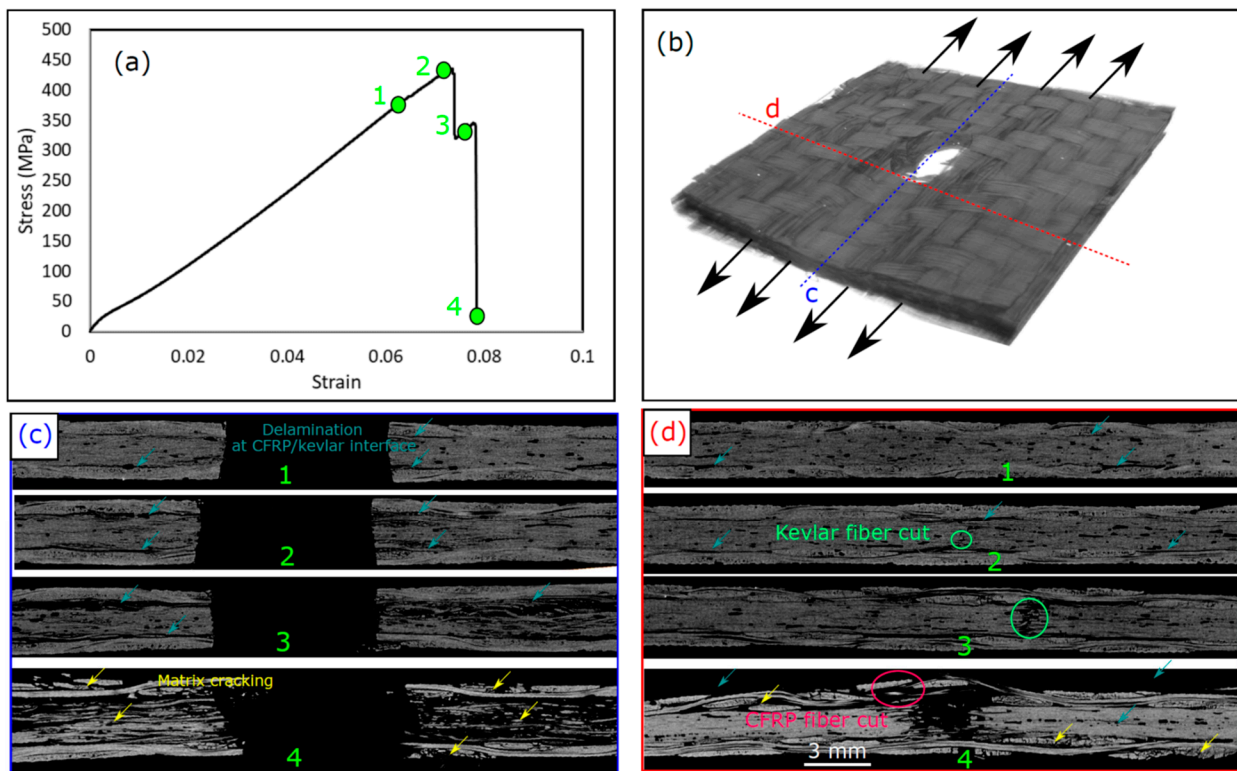 (a)
500
450
400
350
300
250
200
150
100
50
0
Stress (MPa)
1
2
3
4
0
0.02
0.04
0.06
0.08
0.1
Strain
(b)
d
c
(c)
Delamination
at CFRP/kevlar interface
1
2
3
Matrix cracking
4
(d)
1
Kevlar fiber cut
2
3
CFRP fiber cut
3 mm
4